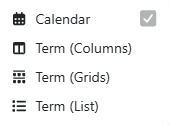 Calendar
Term (Columns)
Term (Grids)
Term (List)